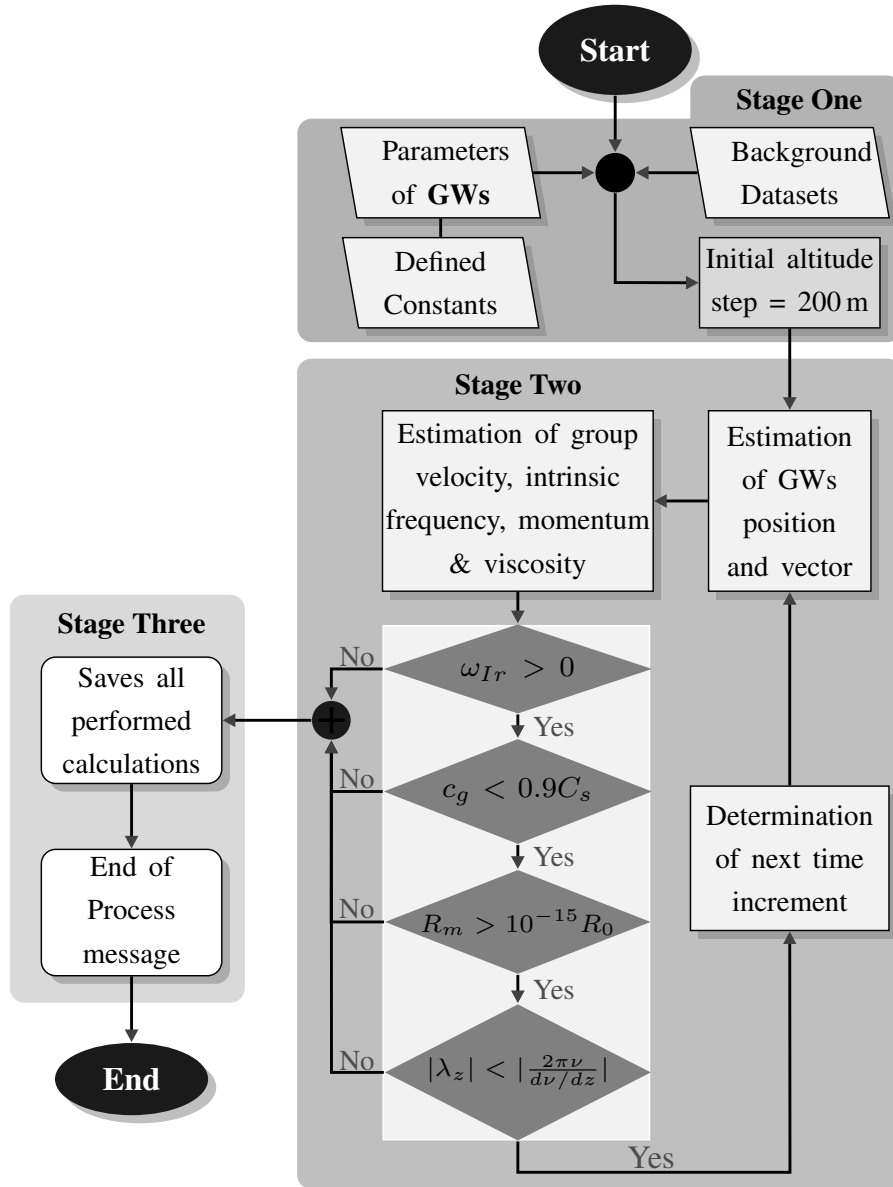 Start
Stage One
Parameters
of GWs
Background
Datasets
Defined
Constants
Initial altitude
step = 200 m
Stage Two
Estimation of group
velocity, intrinsic
frequency, momentum
& viscosity
Estimation
of GWs
position
and vector
Stage Three
Saves all
performed
calculations
End of
Process
message
End
No
ω_{Ir} > 0
Yes
No
c_g < 0.9C_s
Yes
No
R_m > 10^{-15}R_0
Yes
No
|λ_z| < |\frac{2πν}{dν/dz}|
Yes
Determination
of next time
increment